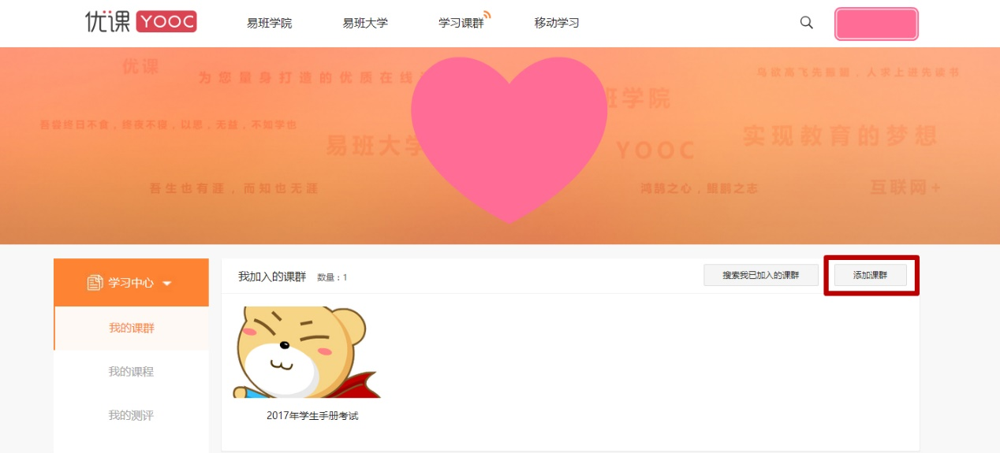 优课 YOOC
易班学院 易班大学 学习课群 移动学习
优课
为您量身打造的优质在线
鸟欲高飞先振翅，人求上进先读书
班学院
吾尝终日不食，终夜不寝，以思，无益，不如学也
实现教育的梦想
易班大学
YOOC
吾生也有涯，而知也无涯
鸿鹄之心，鲲鹏之志
互联网+
学习中心
我的课群
我的课程
我的测评
我加入的课群 数量：1
搜索我已加入的课群
添加课群
2017年学生手册考试